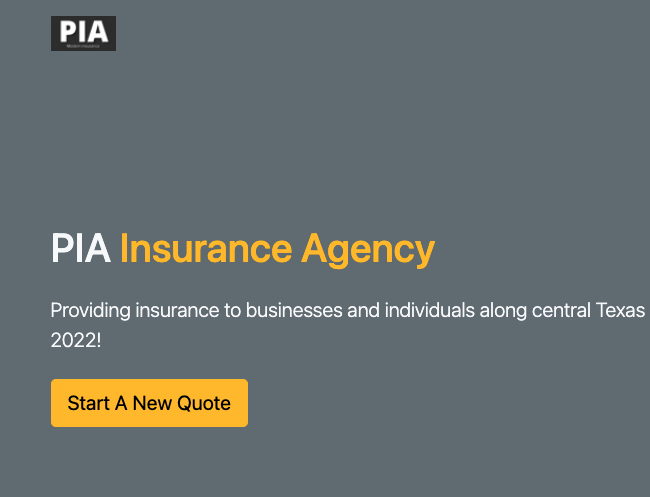 PIA
Modern Insurance
PIA Insurance Agency
Providing insurance to businesses and individuals along central Texas
2022!
Start A New Quote